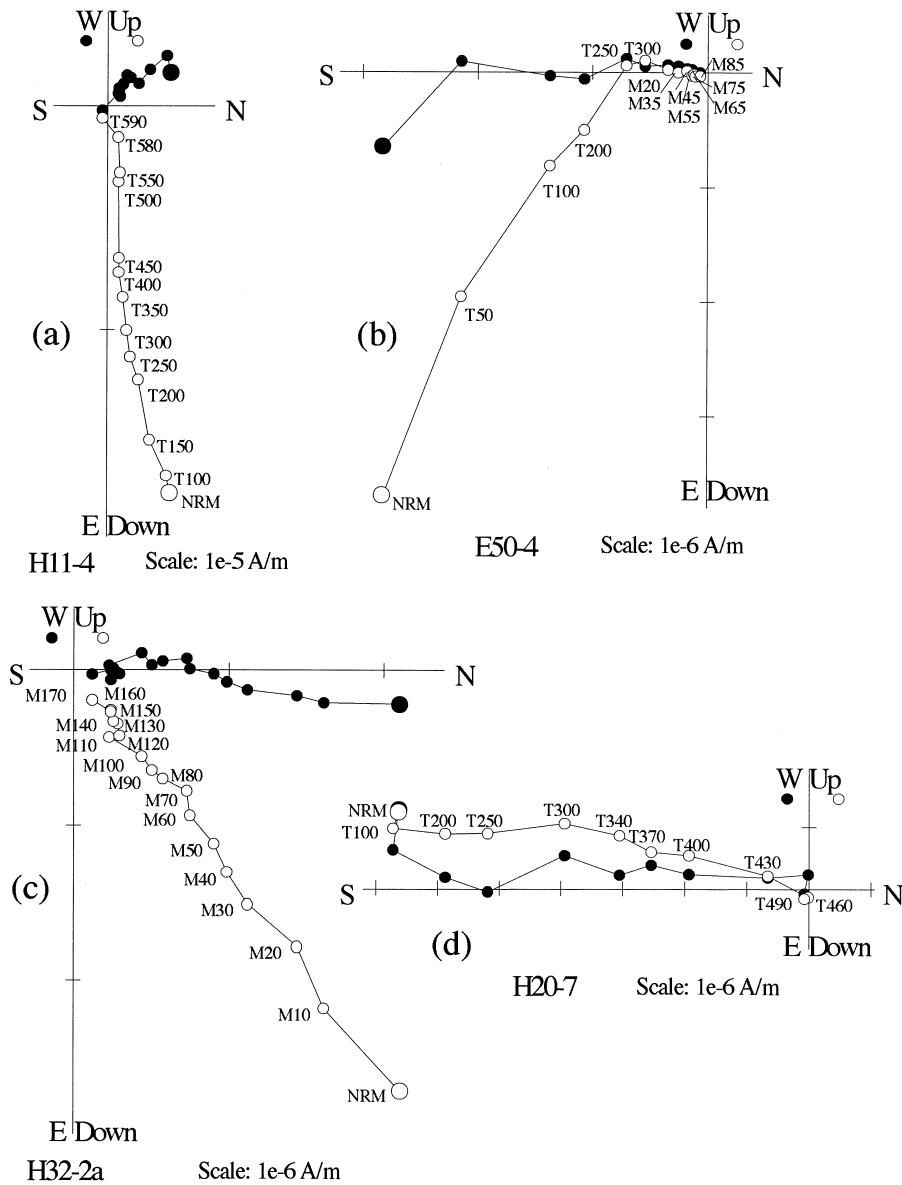 W Up
S N
T590
T580
T550
T500
T450
T400
T350
T300
T250
T200
T150
T100
NRM
(a)
E Down
H11-4 Scale: 1e-5 A/m
W Up
T250 T300
S N
M85
M20 M75
M35 M45 M65
M55
T200
T100
T50
(b)
NRM
E Down
E50-4 Scale: 1e-6 A/m
W Up
S N
M170 M160
M150
M140 M130
M110 M120
M100
M90 M80
M70
M60
M50
M40
M30
M20
M10
NRM
(c)
E Down
H32-2a Scale: 1e-6 A/m
W Up
NRM
T100 T200 T250 T300 T340
T370
T400
T430
S N
T490 T460
(d)
E Down
H20-7 Scale: 1e-6 A/m